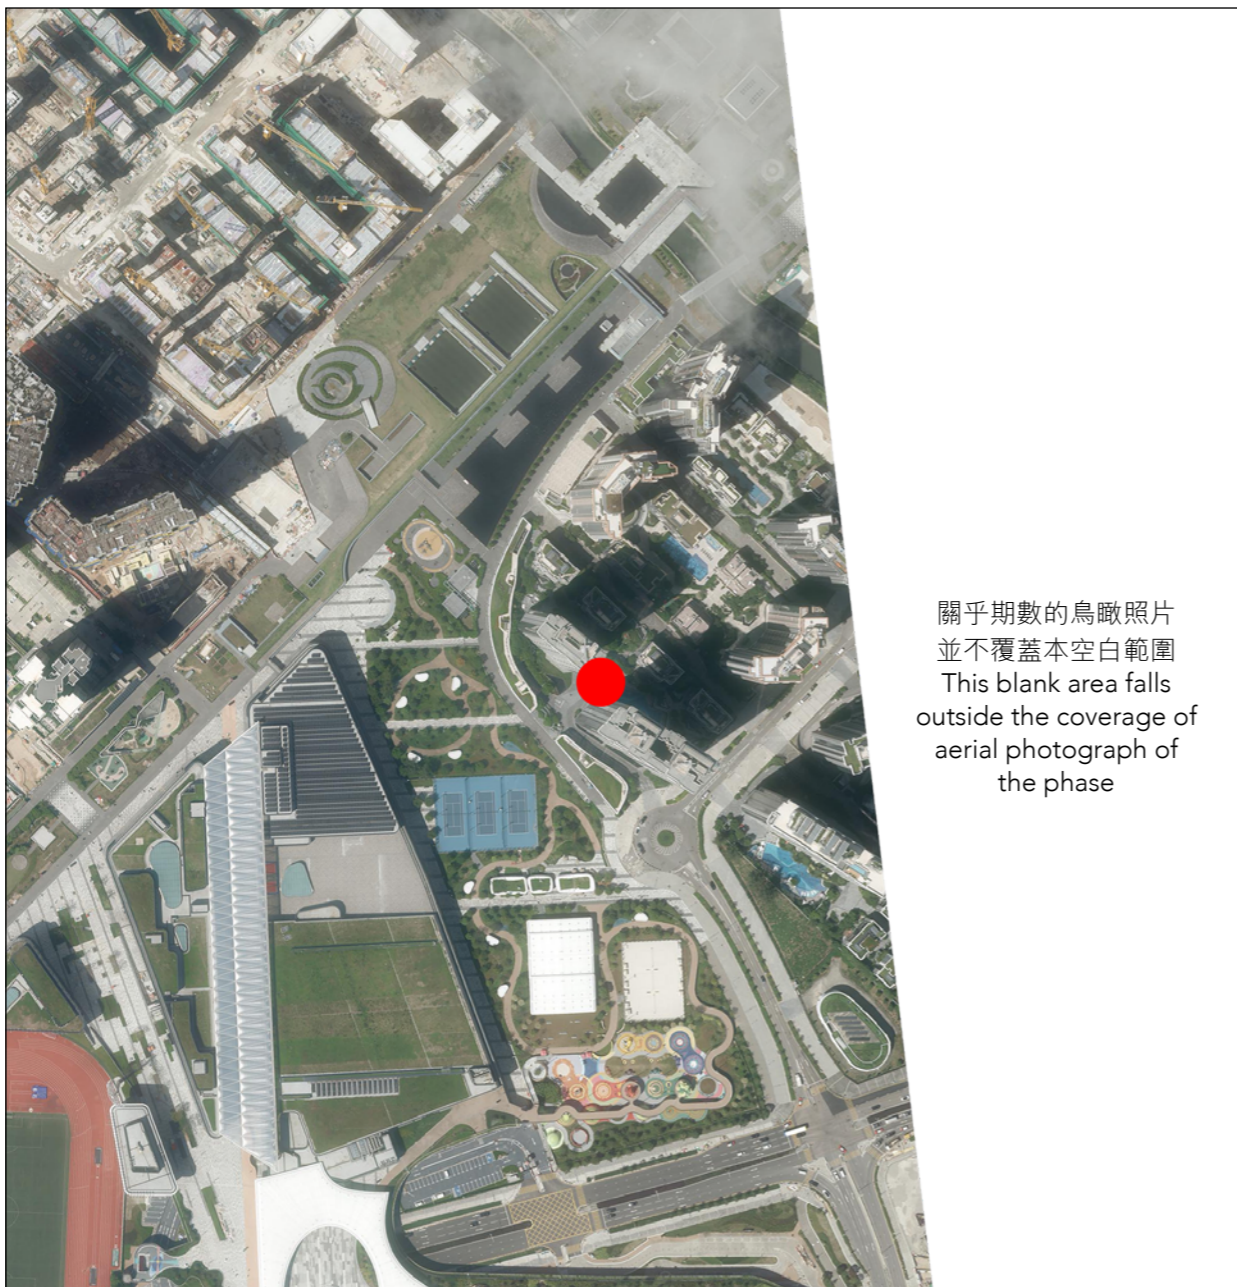 關乎期數的鳥瞰照片
並不覆蓋本空白範圍
This blank area falls
outside the coverage of
aerial photograph of
the phase